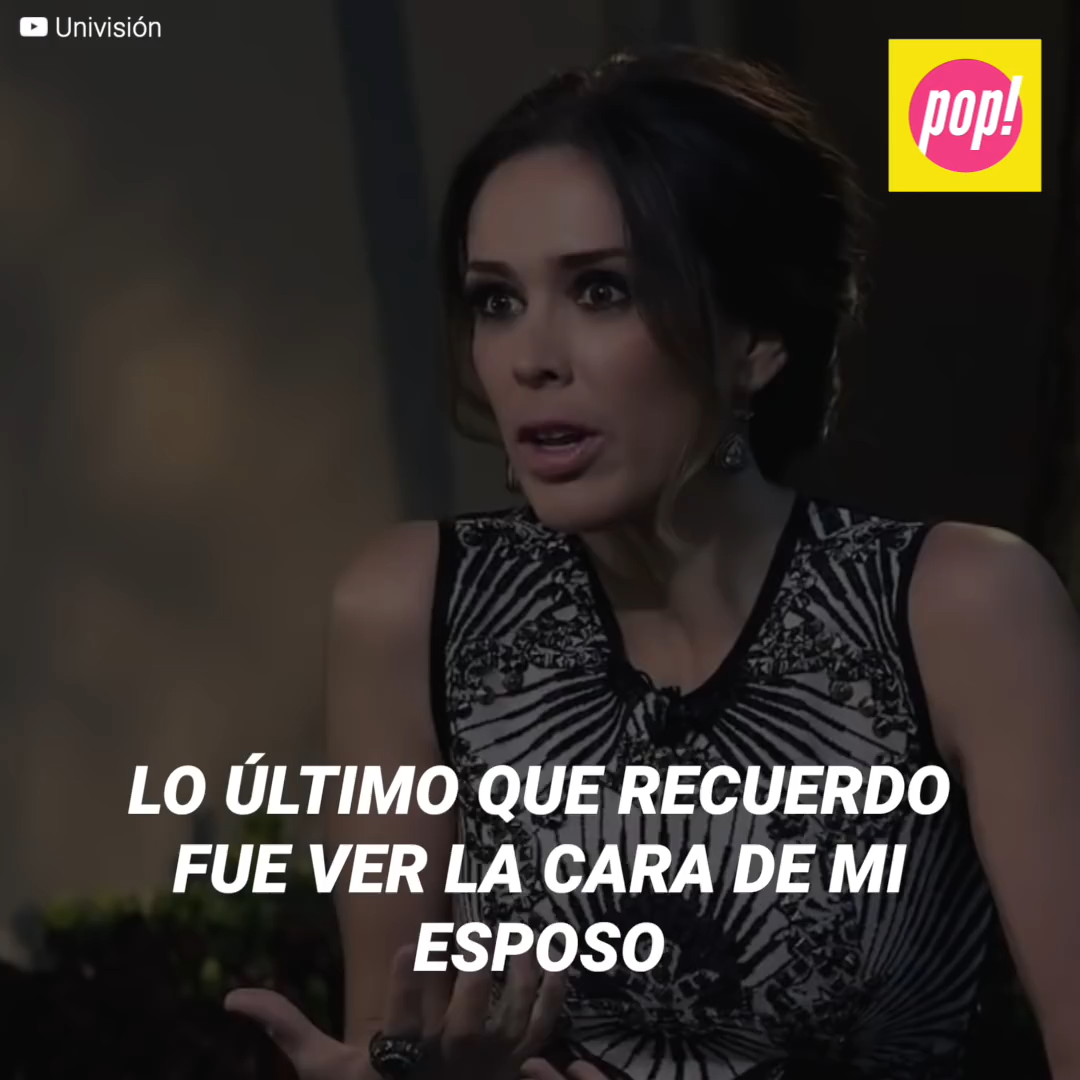 Univisión
pop!
LO ÚLTIMO QUE RECUERDO
FUE VER LA CARA DE MI
ESPOSO